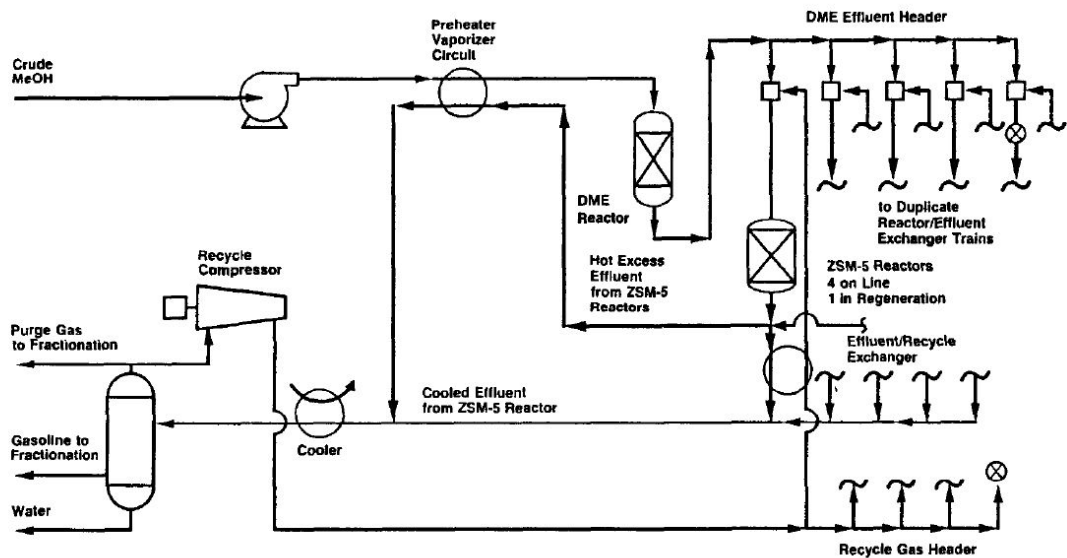 DME Effluent Header
Preheater
Vaporizer
Circuit
Crude
MeOH
DME
Reactor
to Duplicate
Reactor/Effluent
Exchanger Trains
Recycle
Compressor
Hot Excess
Effluent
from ZSM-5
Reactors
ZSM-5 Reactors
4 on Line
1 in Regeneration
Purge Gas
to Fractionation
Effluent/Recycle
Exchanger
Cooled Effluent
from ZSM-5 Reactor
Gasoline to
Fractionation
Cooler
Water
Recycle Gas Header